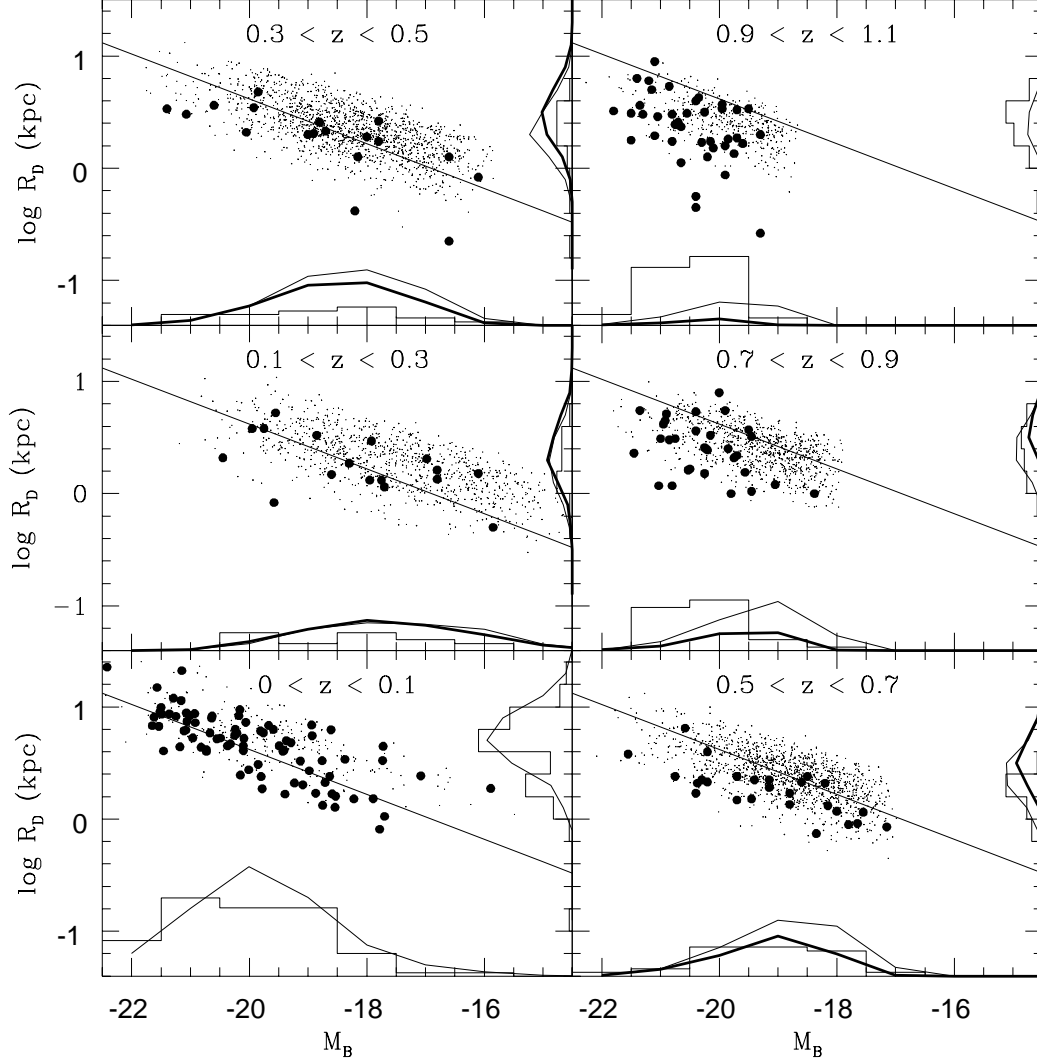 0.3 < z < 0.5
0.9 < z < 1.1
1
0
-1
log R_D (kpc)
0.1 < z < 0.3
0.7 < z < 0.9
1
0
-1
log R_D (kpc)
0 < z < 0.1
0.5 < z < 0.7
1
0
-1
log R_D (kpc)
-22 -20 -18 -16
-22 -20 -18 -16
M_B
M_B